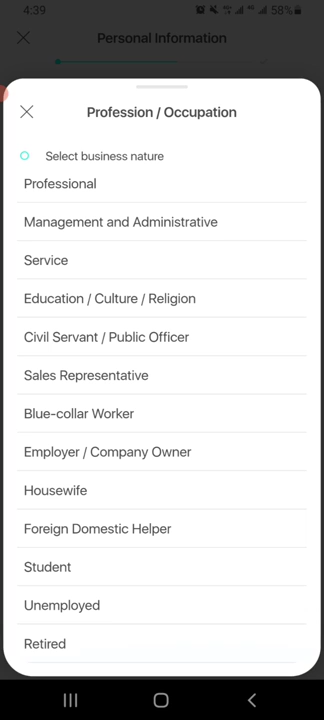 4:39
58%
Personal Information
Profession / Occupation
Select business nature
Professional
Management and Administrative
Service
Education / Culture / Religion
Civil Servant / Public Officer
Sales Representative
Blue-collar Worker
Employer / Company Owner
Housewife
Foreign Domestic Helper
Student
Unemployed
Retired